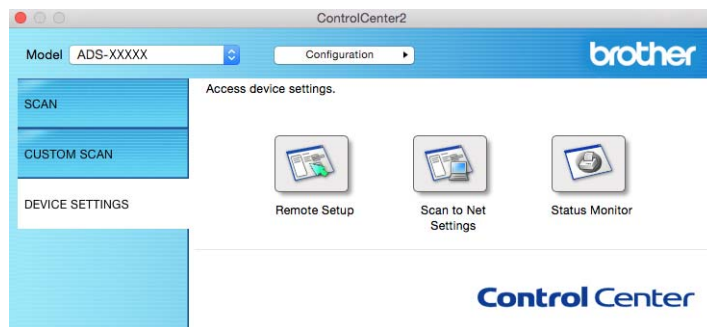 ControlCenter2
Model ADS-XXXXX Configuration brother
SCAN
CUSTOM SCAN
DEVICE SETTINGS
Access device settings.
Remote Setup
Scan to Net
Settings
Status Monitor
Control Center